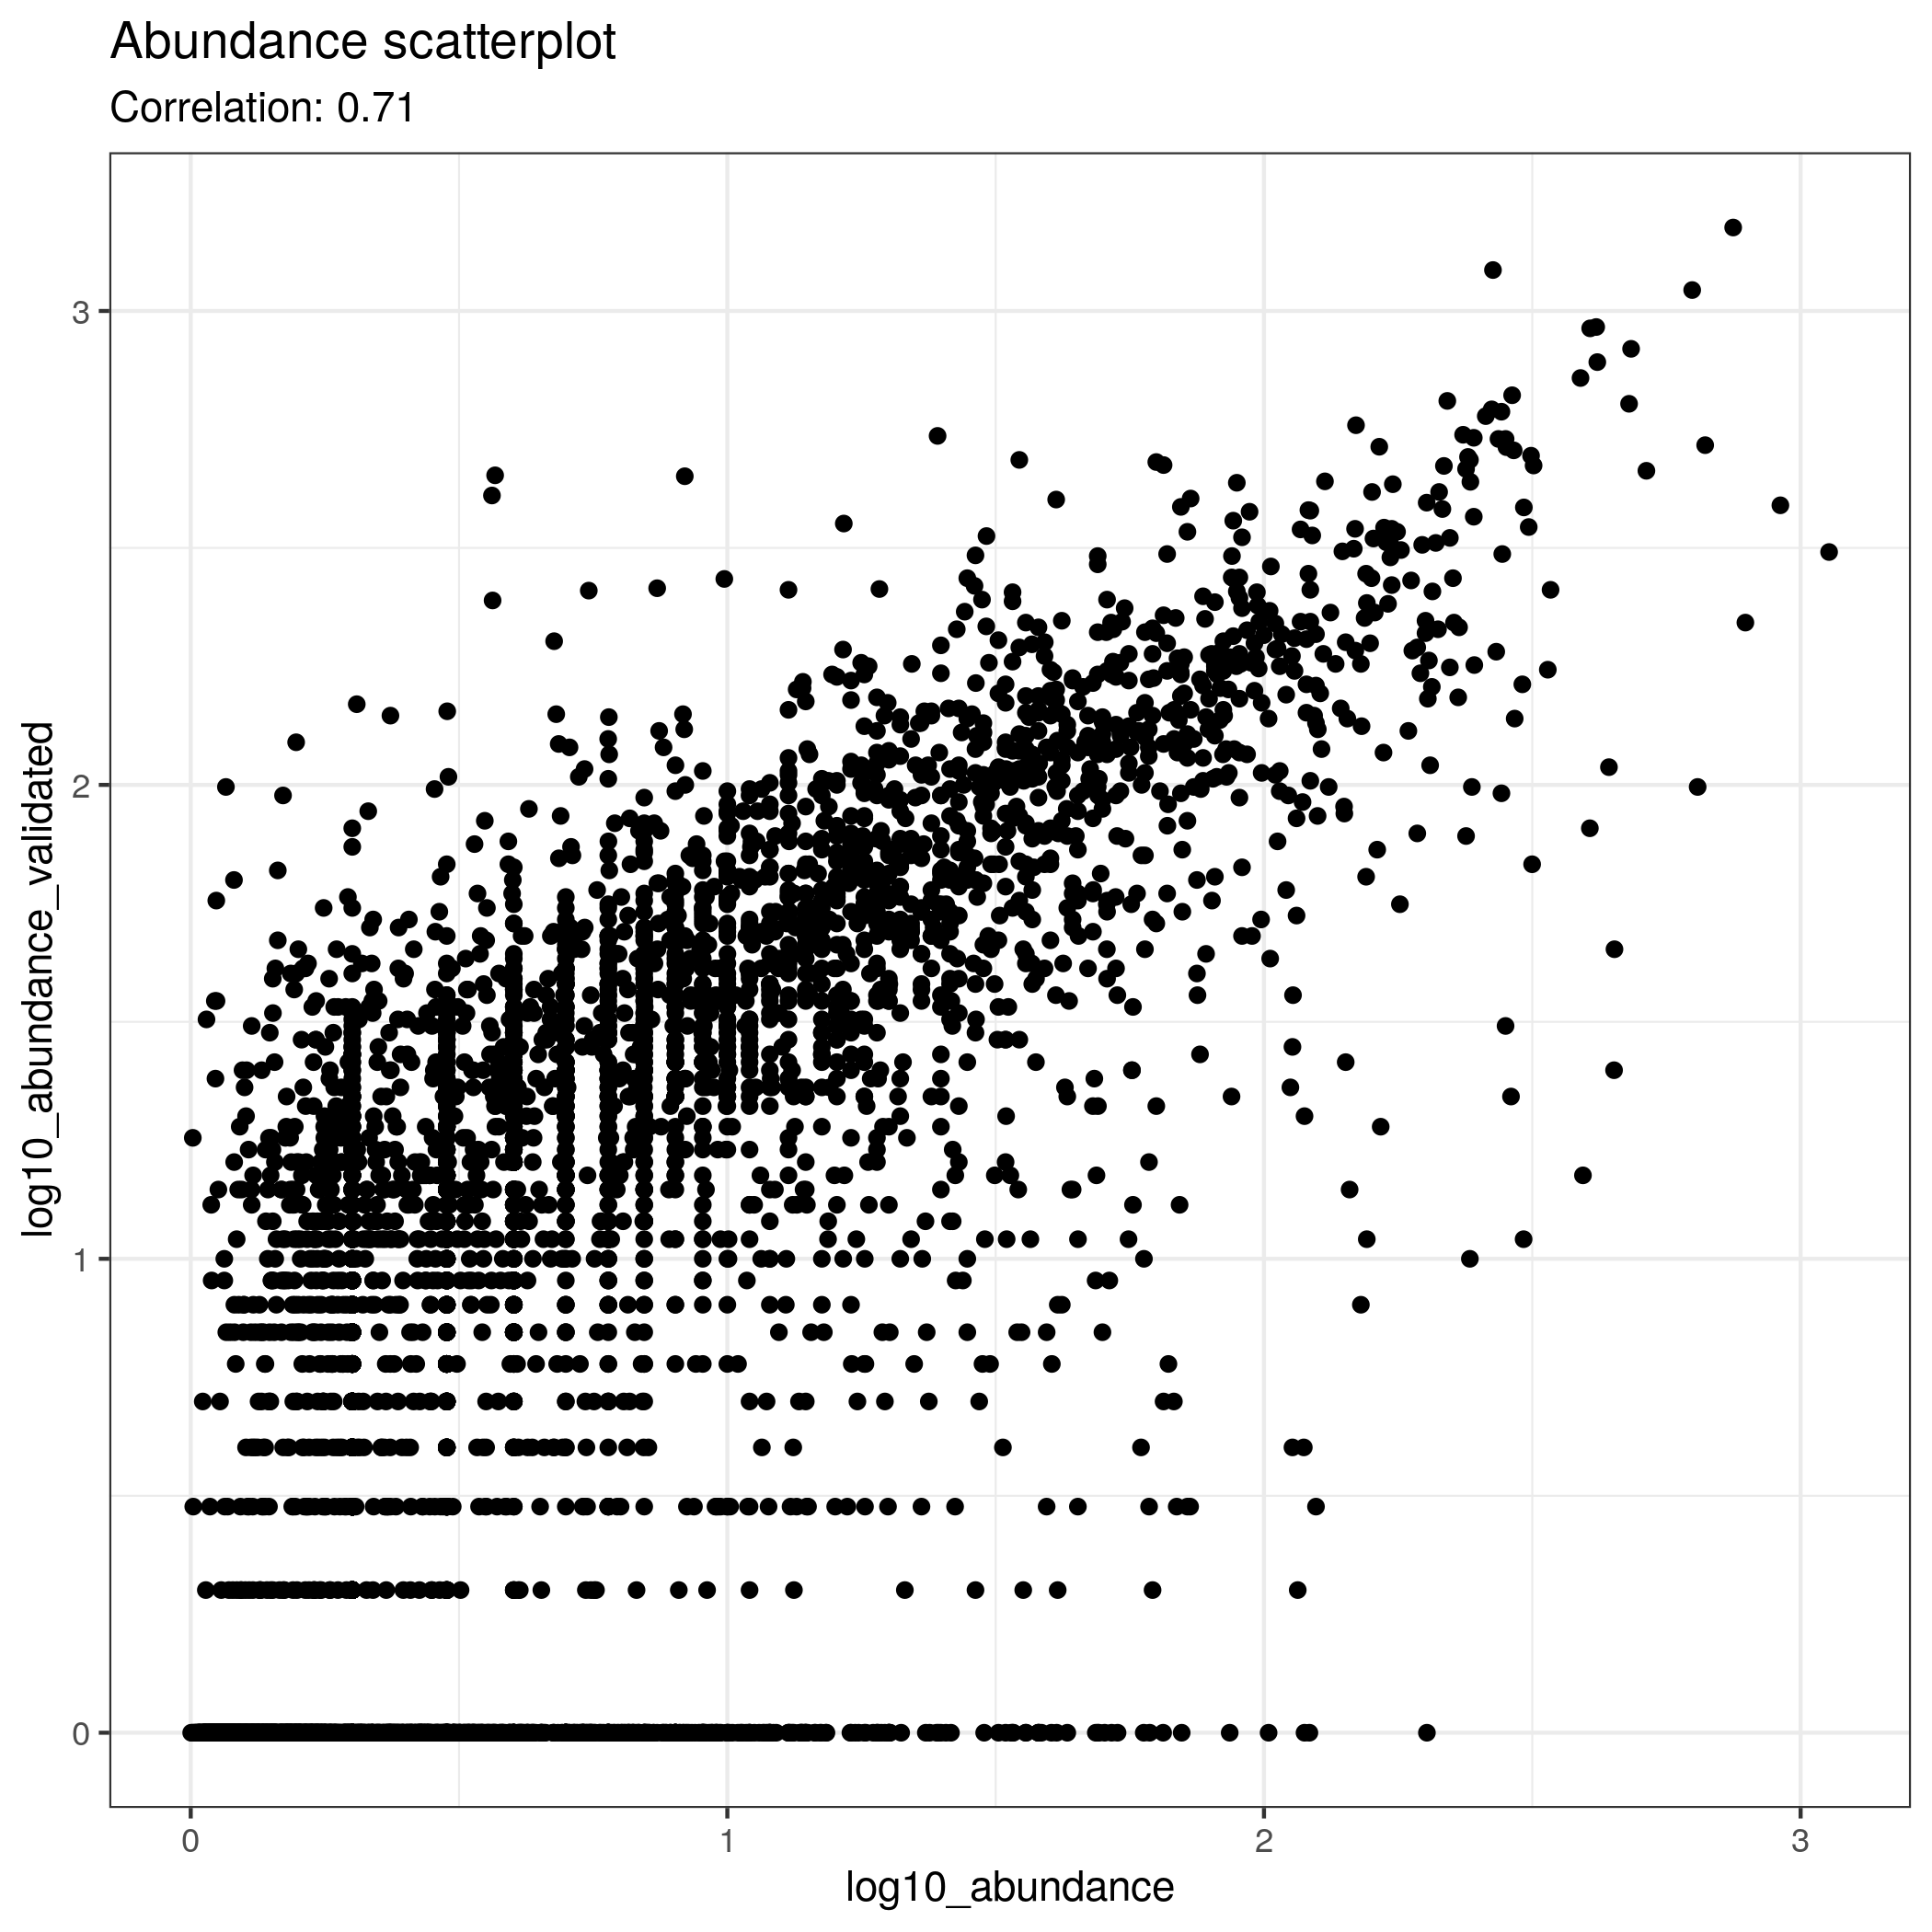 Abundance scatterplot
Correlation: 0.71
log10_abundance_validated
3
2
1
0
0 1 2 3
log10_abundance